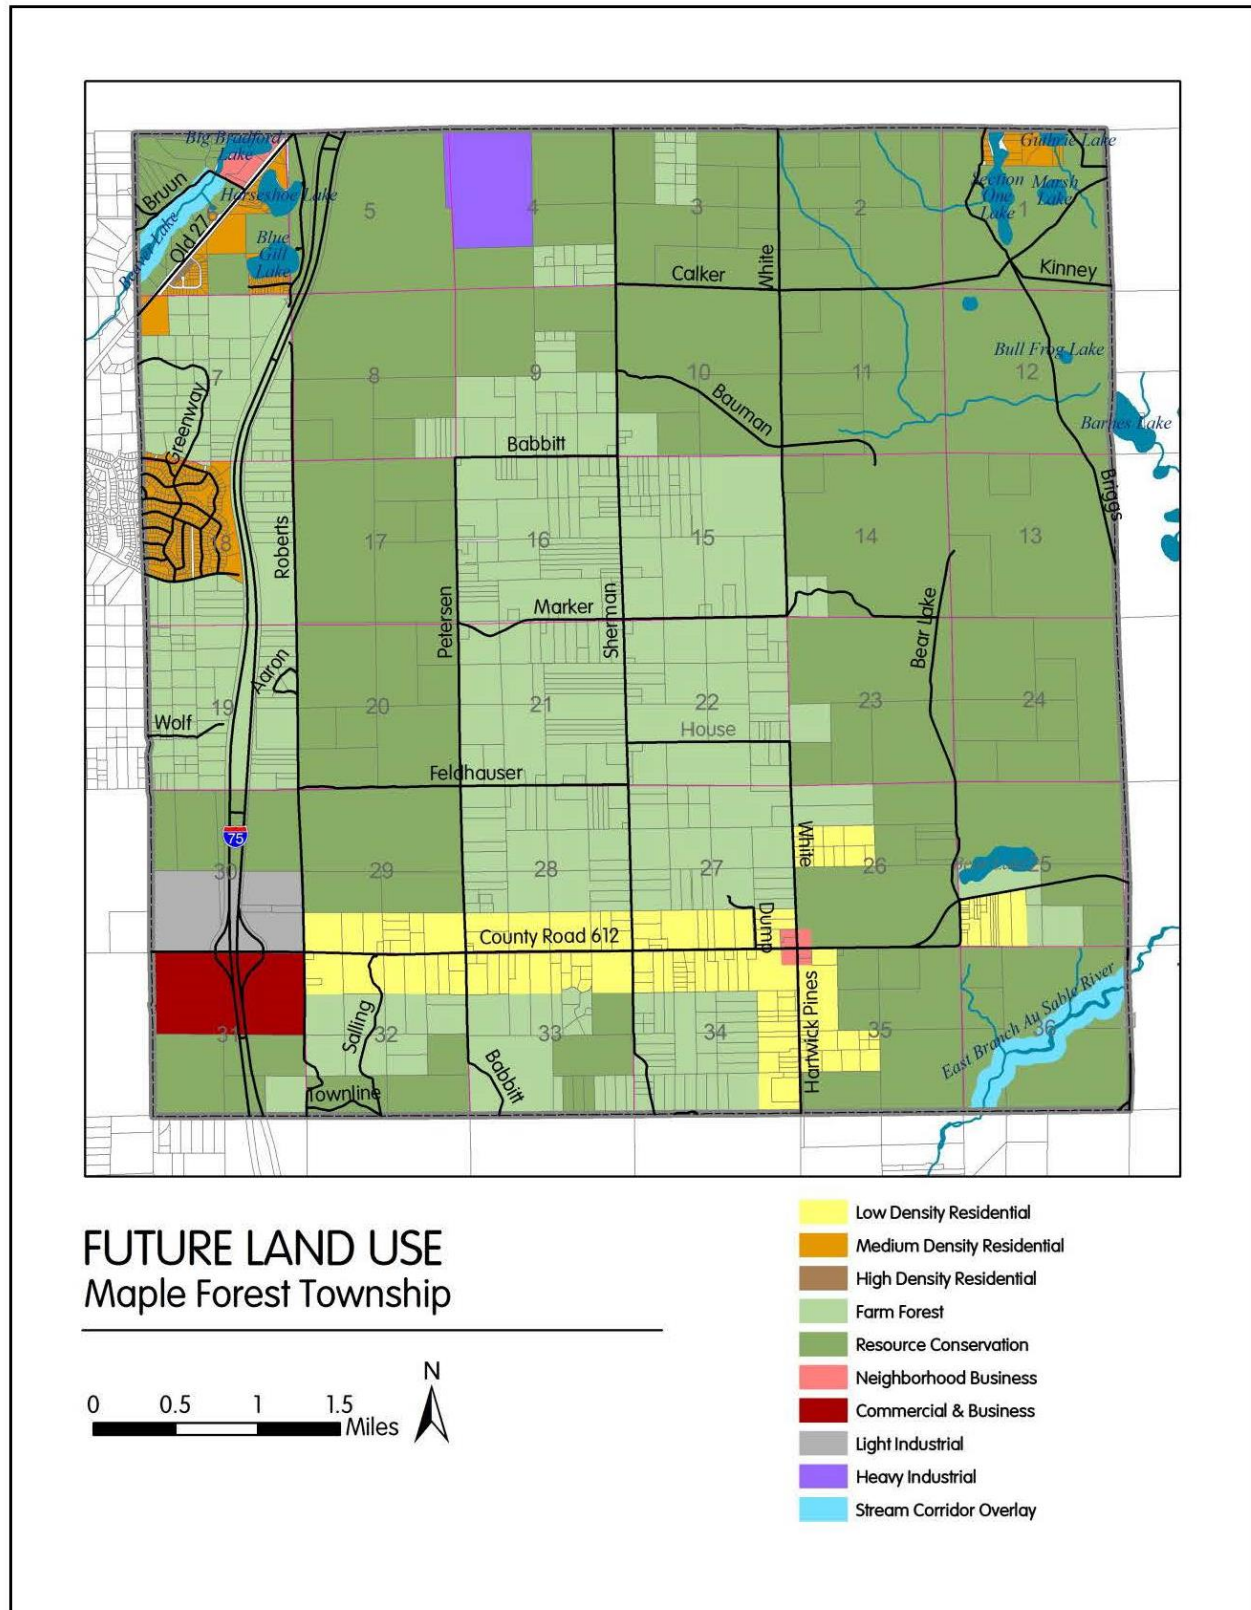 Big Bradford
Lake
Guthrie Lake
Bruun
Horseshoe Lake
Section
One
Lake
Marsh
Lake
5
4
3
2
1
6
Old 27
Beaver Lake
Blue
Gill
Lake
Calker
White
Kinney
Bull Frog Lake
7
8
9
10
11
12
Greenway
Bauman
Barnes Lake
Babbitt
Briggs
Roberts
18
17
16
15
14
13
Petersen
Marker
Sherman
Bear Lake
Aaron
19
20
21
22
23
24
Wolf
House
Feldhauser
75
White
30
29
28
27
26
25
Dump
County Road 612
Hartwick Pines
East Branch Au Sable River
31
Salling
32
33
34
35
36
Babbitt
Townline
FUTURE LAND USE
Maple Forest Township
0 0.5 1 1.5
Miles
N
Low Density Residential
Medium Density Residential
High Density Residential
Farm Forest
Resource Conservation
Neighborhood Business
Commercial & Business
Light Industrial
Heavy Industrial
Stream Corridor Overlay